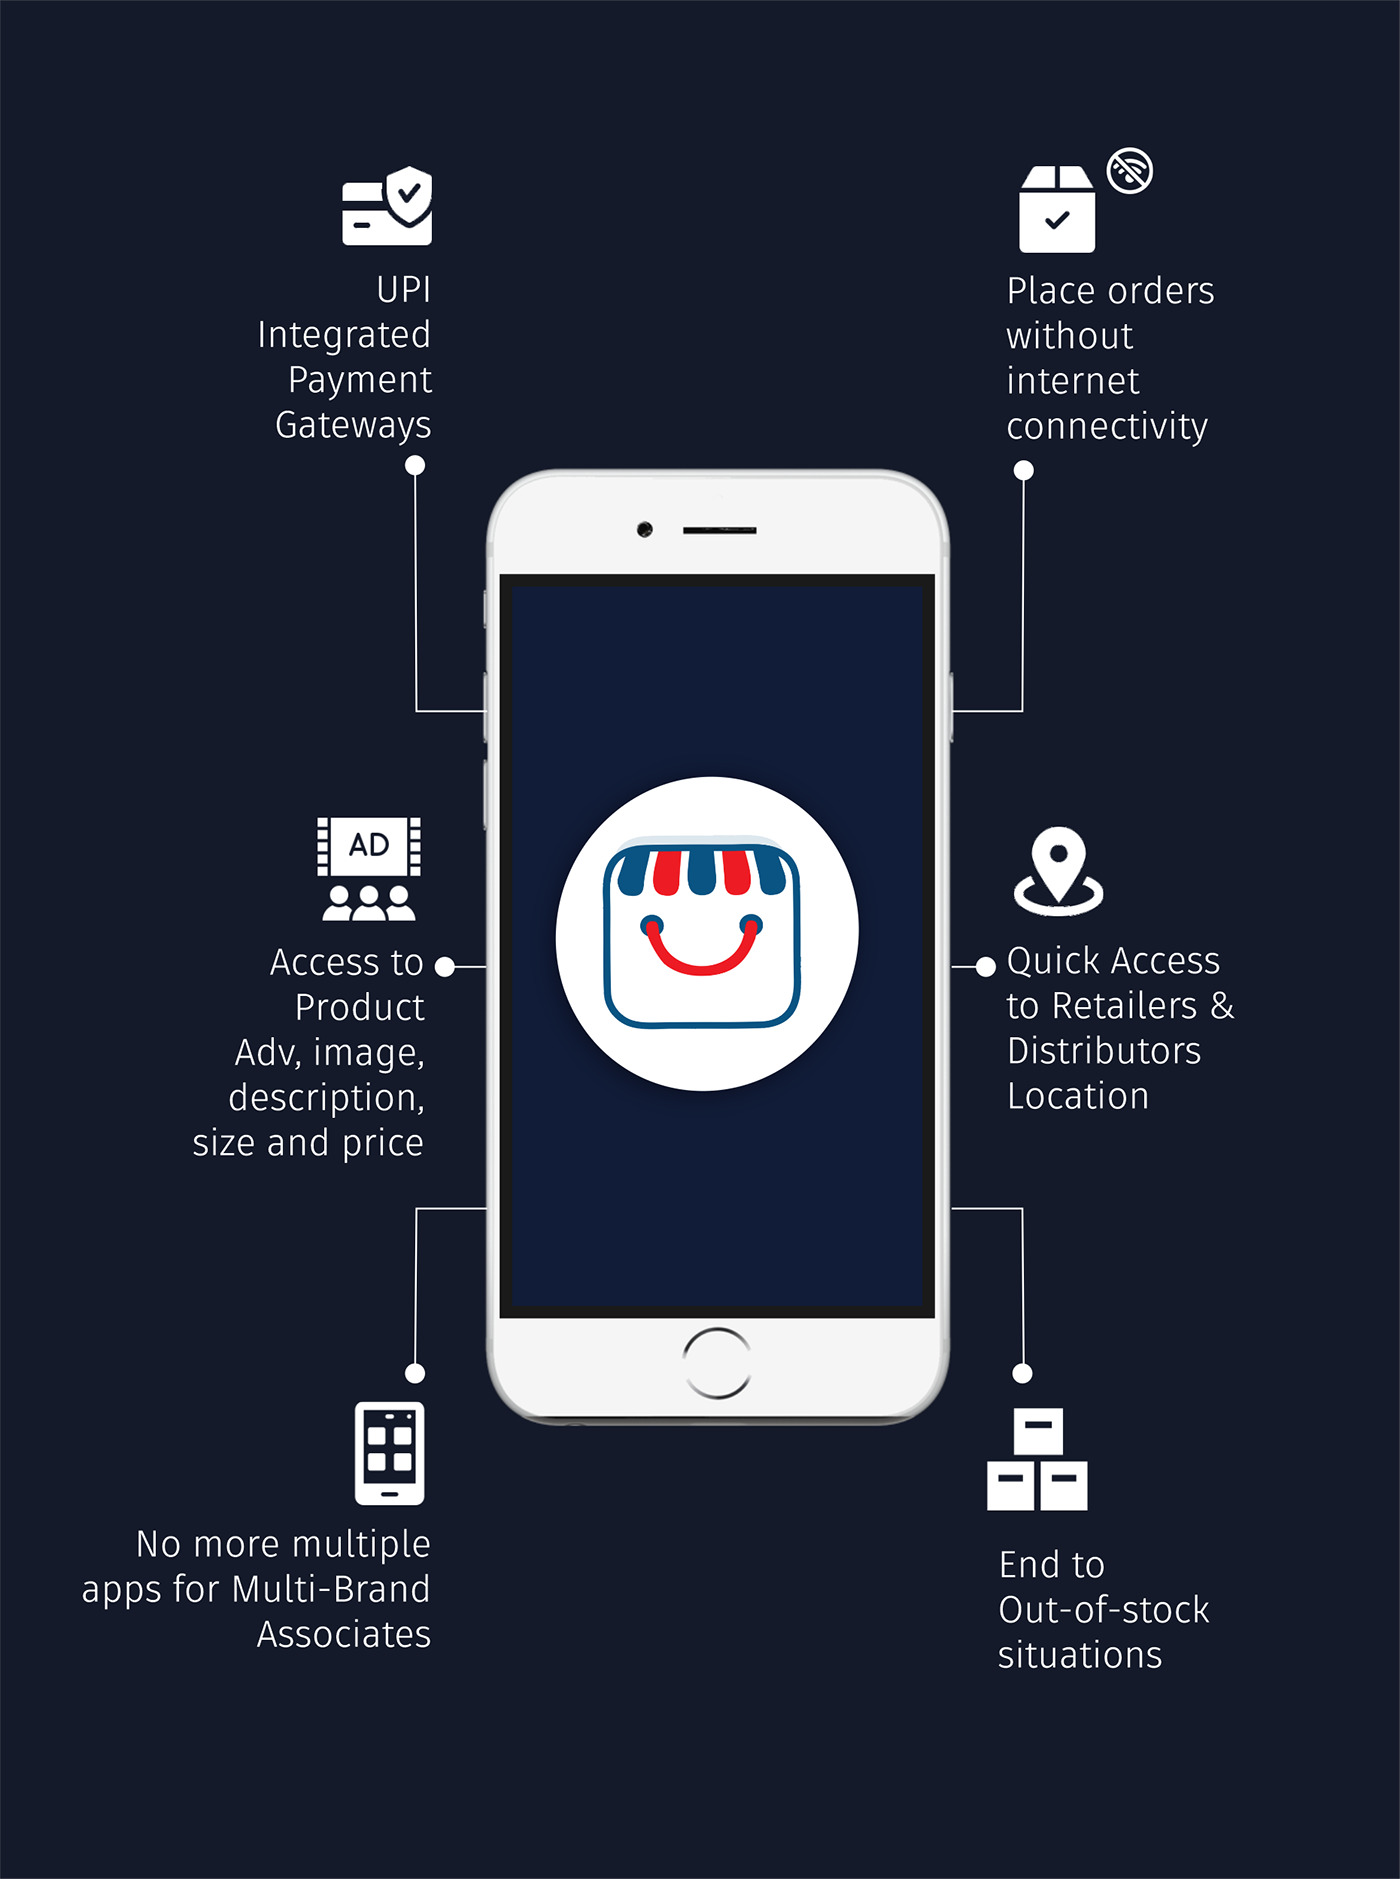 UPI
Integrated
Payment
Gateways
Place orders
without
internet
connectivity
AD
Access to
Product
Adv, image,
description,
size and price
Quick Access
to Retailers &
Distributors
Location
No more multiple
apps for Multi-Brand
Associates
End to
Out-of-stock
situations